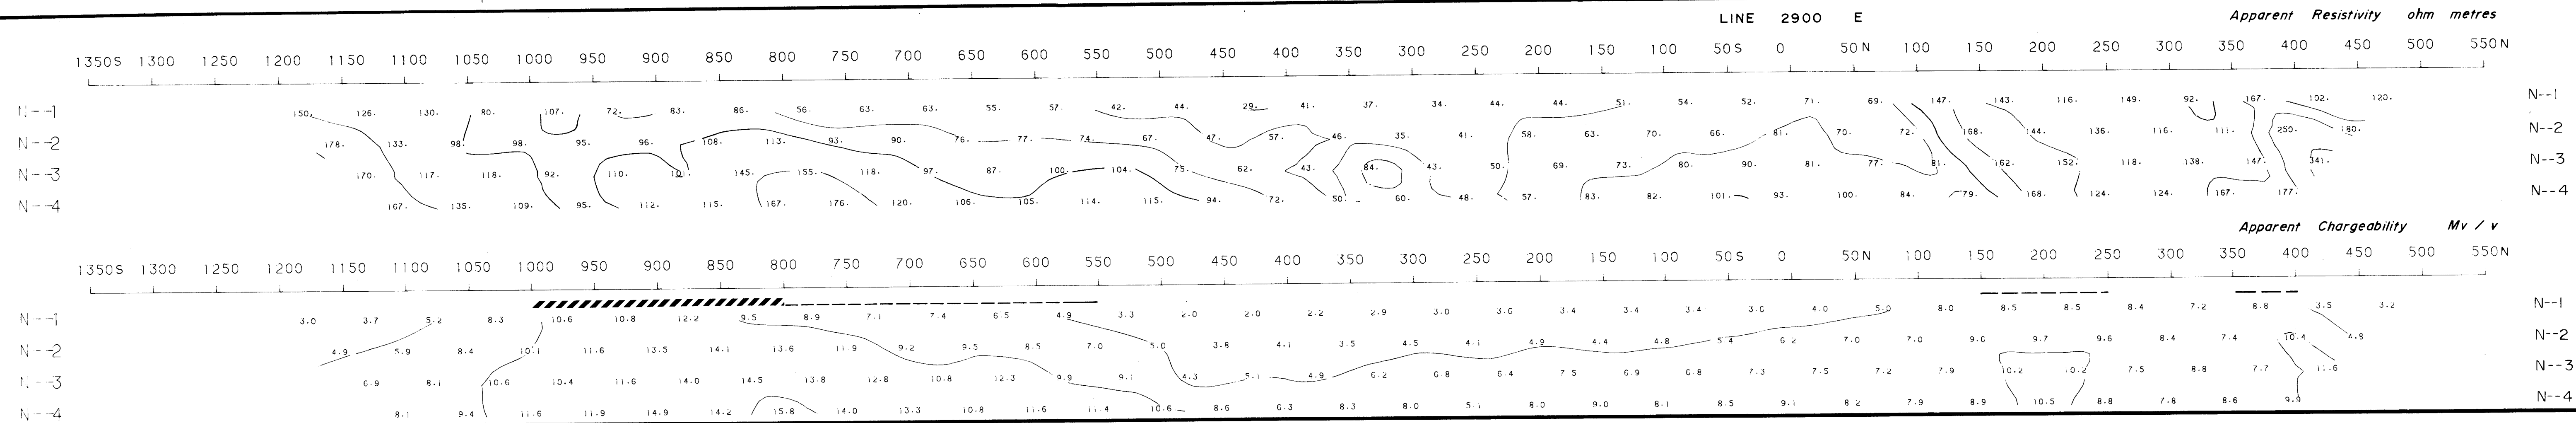 LINE 2900 E Apparent Resistivity ohm metres
1350S 1300 1250 1200 1150 1100 1050 1000 950 900 850 800 750 700 650 600 550 500 450 400 350 300 250 200 150 100 50S 0 50N 100 150 200 250 300 350 400 450 500 550N
N--1 150. 126. 130. 80. 107. 72. 83. 86. 56. 63. 63. 55. 57. 42. 44. 29. 41. 37. 34. 44. 44. 51. 54. 52. 71. 69. 147. 143. 116. 149. 92. 167. 102. 120. N--1
N--2 178. 133. 98. 98. 95. 96. 108. 113. 93. 90. 76. 77. 74. 67. 47. 57. 46. 35. 41. 58. 63. 70. 66. 81. 70. 72. 168. 144. 136. 116. 111. 250. 180. N--2
N--3 170. 117. 118. 92. 110. 101. 145. 155. 118. 97. 87. 100. 104. 75. 62. 43. 84. 43. 50. 69. 73. 80. 90. 81. 77. 81. 162. 152. 118. 138. 147. 341. N--3
N--4 167. 135. 109. 95. 112. 115. 167. 176. 120. 106. 105. 114. 115. 94. 72. 50. 60. 48. 57. 83. 82. 101. 93. 100. 84. 79. 168. 124. 124. 167. 177. N--4
Apparent Chargeability Mv / v
1350S 1300 1250 1200 1150 1100 1050 1000 950 900 850 800 750 700 650 600 550 500 450 400 350 300 250 200 150 100 50S 0 50N 100 150 200 250 300 350 400 450 500 550N
N--1 3.0 3.7 5.2 8.3 10.6 10.8 12.2 9.5 8.9 7.1 7.4 6.5 4.9 3.3 2.0 2.0 2.2 2.9 3.0 3.6 3.4 3.4 3.4 3.6 4.0 5.0 8.0 8.5 8.5 8.4 7.2 8.8 3.5 3.2 N--1
N--2 4.9 5.9 8.4 10.1 11.6 13.5 14.1 13.6 11.9 9.2 9.5 8.5 7.0 5.0 3.8 4.1 3.5 4.5 4.1 4.9 4.4 4.8 5.4 6.2 7.0 7.0 9.6 9.7 9.6 8.4 7.4 10.4 4.8 N--2
N--3 6.9 8.1 10.6 10.4 11.6 14.0 14.5 13.8 12.8 10.8 12.3 9.9 9.1 4.3 5.1 4.9 6.2 6.8 6.4 7.5 6.9 6.8 7.3 7.5 7.2 7.9 10.2 10.2 7.5 8.8 7.7 11.6 N--3
N--4 8.1 9.4 11.6 11.9 14.9 14.2 15.8 14.0 13.3 10.8 11.6 11.4 10.6 8.6 6.3 8.3 8.0 5.1 8.0 9.0 8.1 8.5 9.1 8.2 7.9 8.9 10.5 8.8 7.8 8.6 9.9 N--4